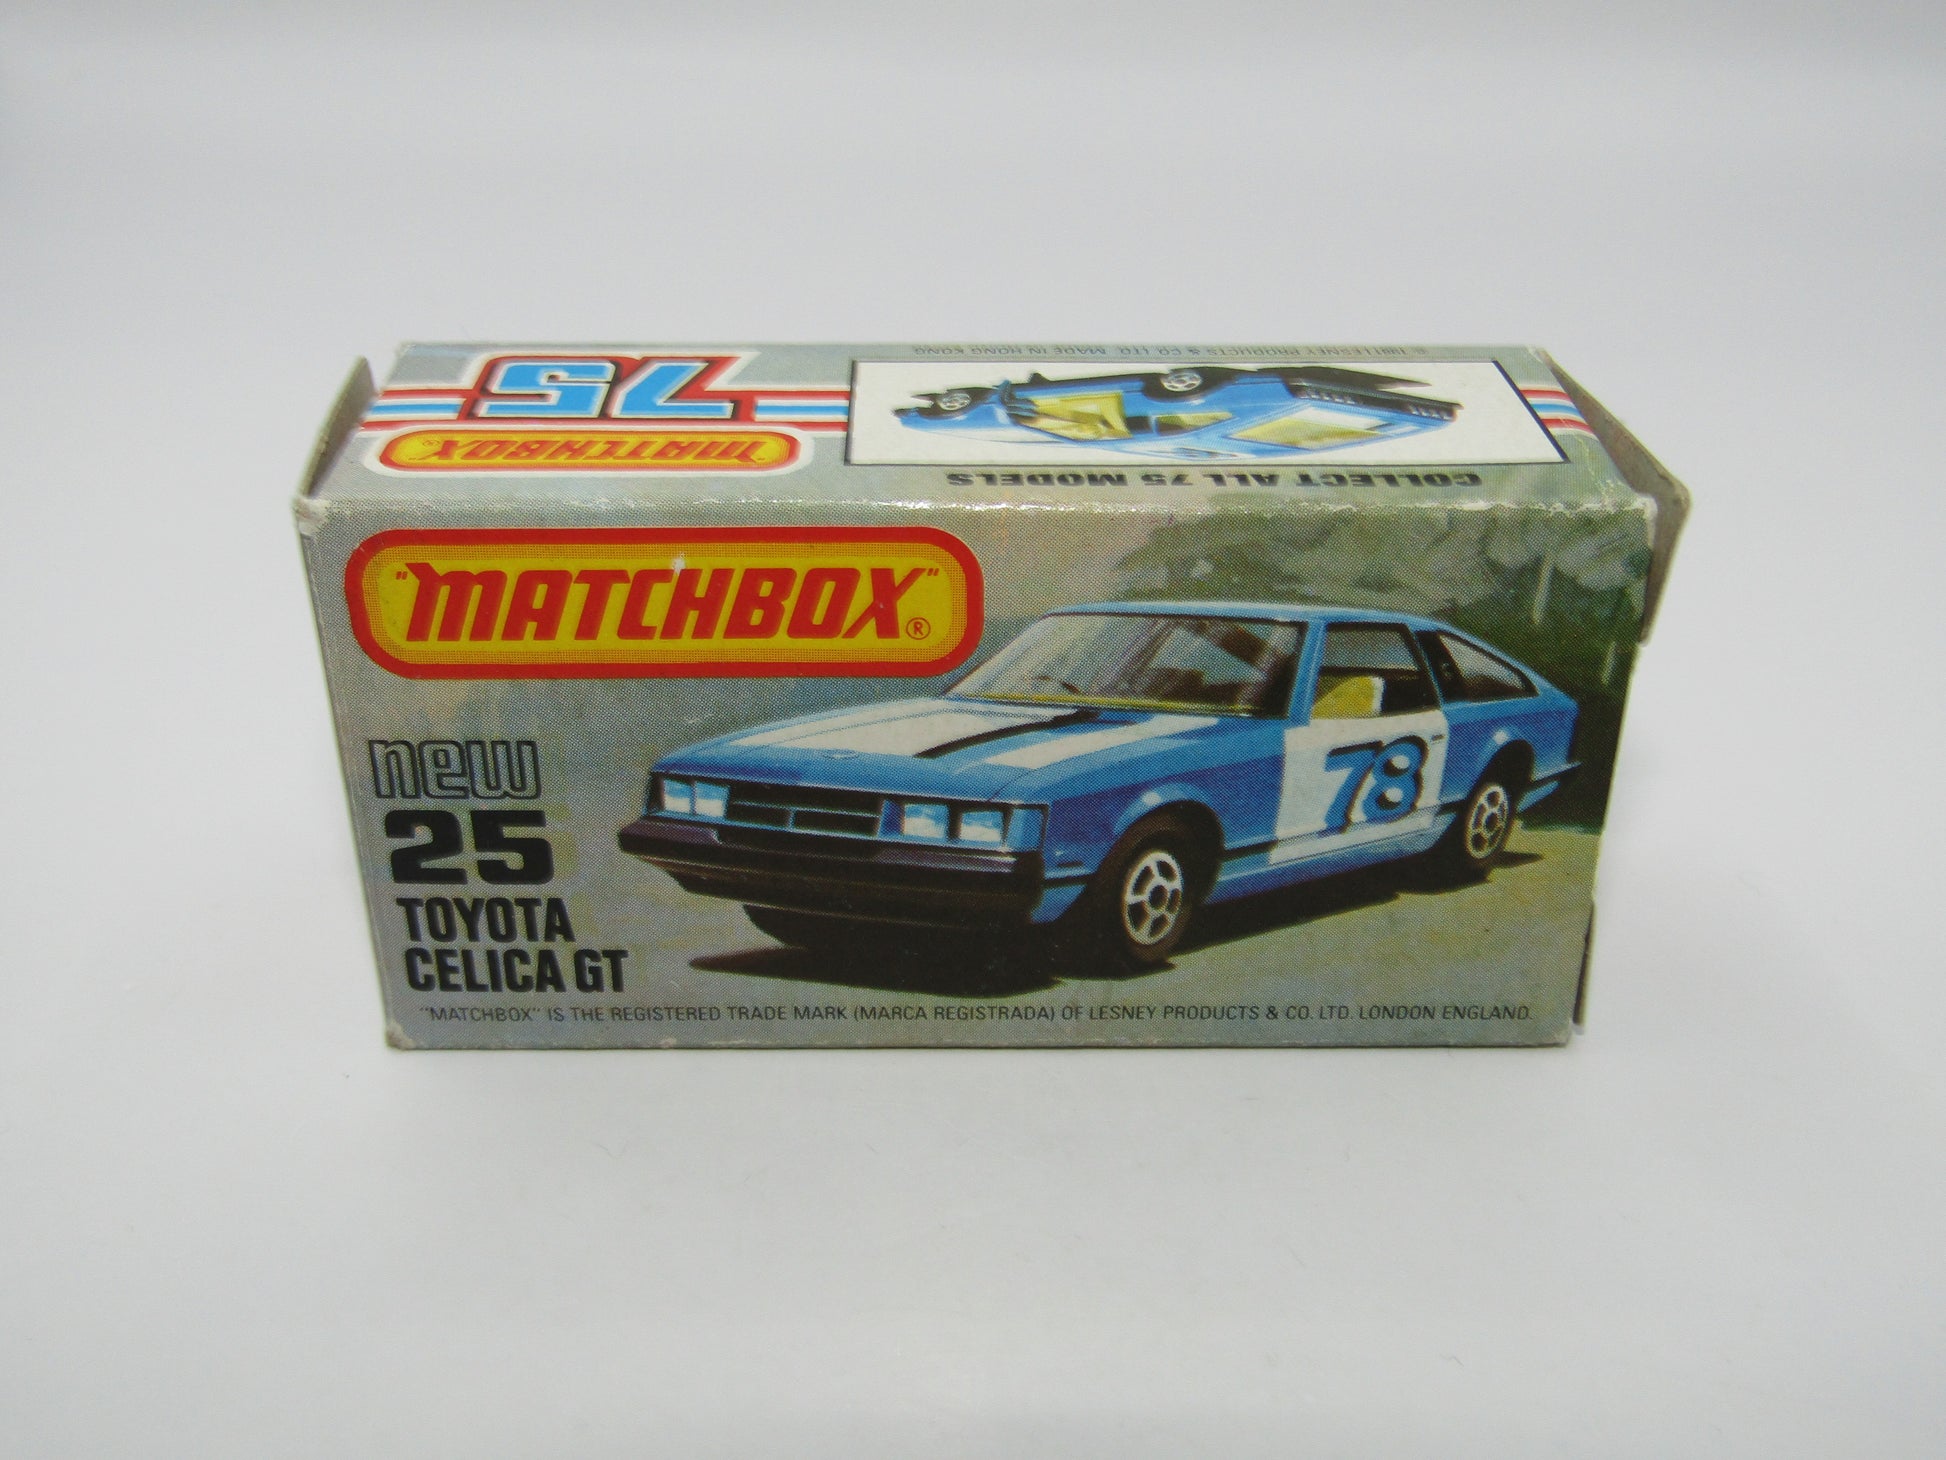 © 1981 LESNEY PRODUCTS & CO. LTD. MADE IN HONG KONG
75
"MATCHBOX"®
COLLECT ALL 75 MODELS
"MATCHBOX"®
78
new
25
TOYOTA
CELICA GT
"MATCHBOX" IS THE REGISTERED TRADE MARK (MARCA REGISTRADA) OF LESNEY PRODUCTS & CO. LTD. LONDON ENGLAND.